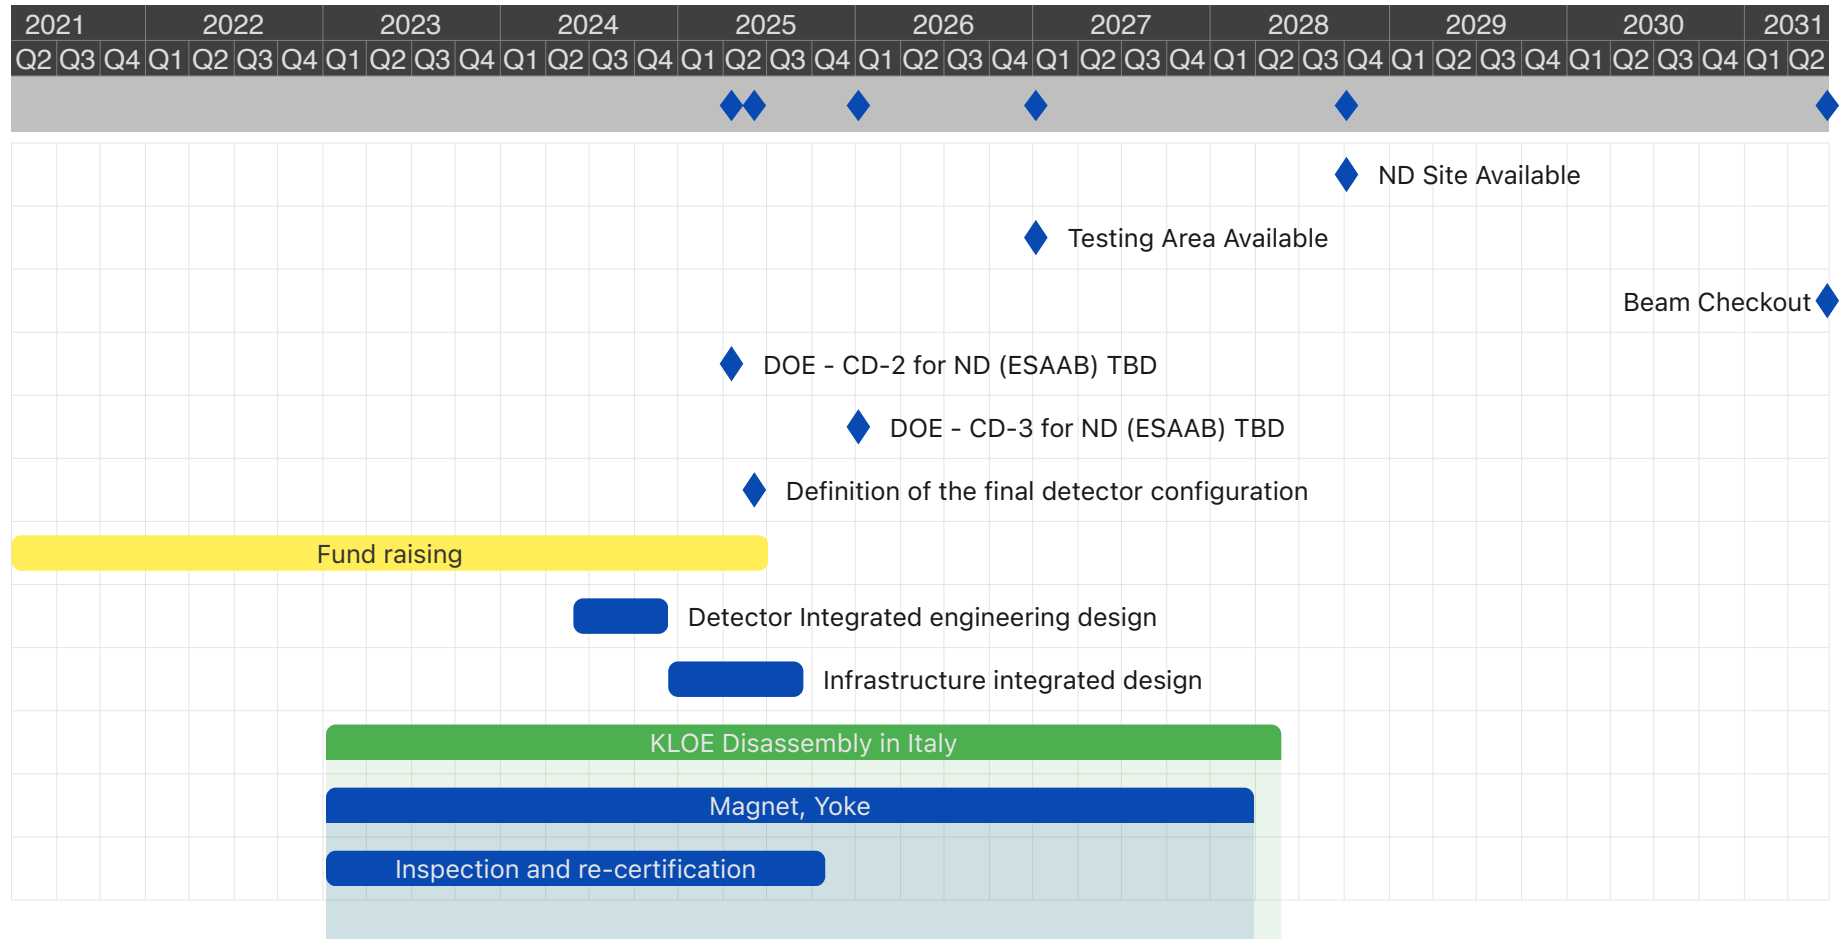 2021 2022 2023 2024 2025 2026 2027 2028 2029 2030 2031
Q2 Q3 Q4 Q1 Q2 Q3 Q4 Q1 Q2 Q3 Q4 Q1 Q2 Q3 Q4 Q1 Q2 Q3 Q4 Q1 Q2 Q3 Q4 Q1 Q2 Q3 Q4 Q1 Q2 Q3 Q4 Q1 Q2 Q3 Q4 Q1 Q2 Q3 Q4 Q1 Q2
ND Site Available
Testing Area Available
Beam Checkout
DOE - CD-2 for ND (ESAAB) TBD
DOE - CD-3 for ND (ESAAB) TBD
Definition of the final detector configuration
Fund raising
Detector Integrated engineering design
Infrastructure integrated design
KLOE Disassembly in Italy
Magnet, Yoke
Inspection and re-certification